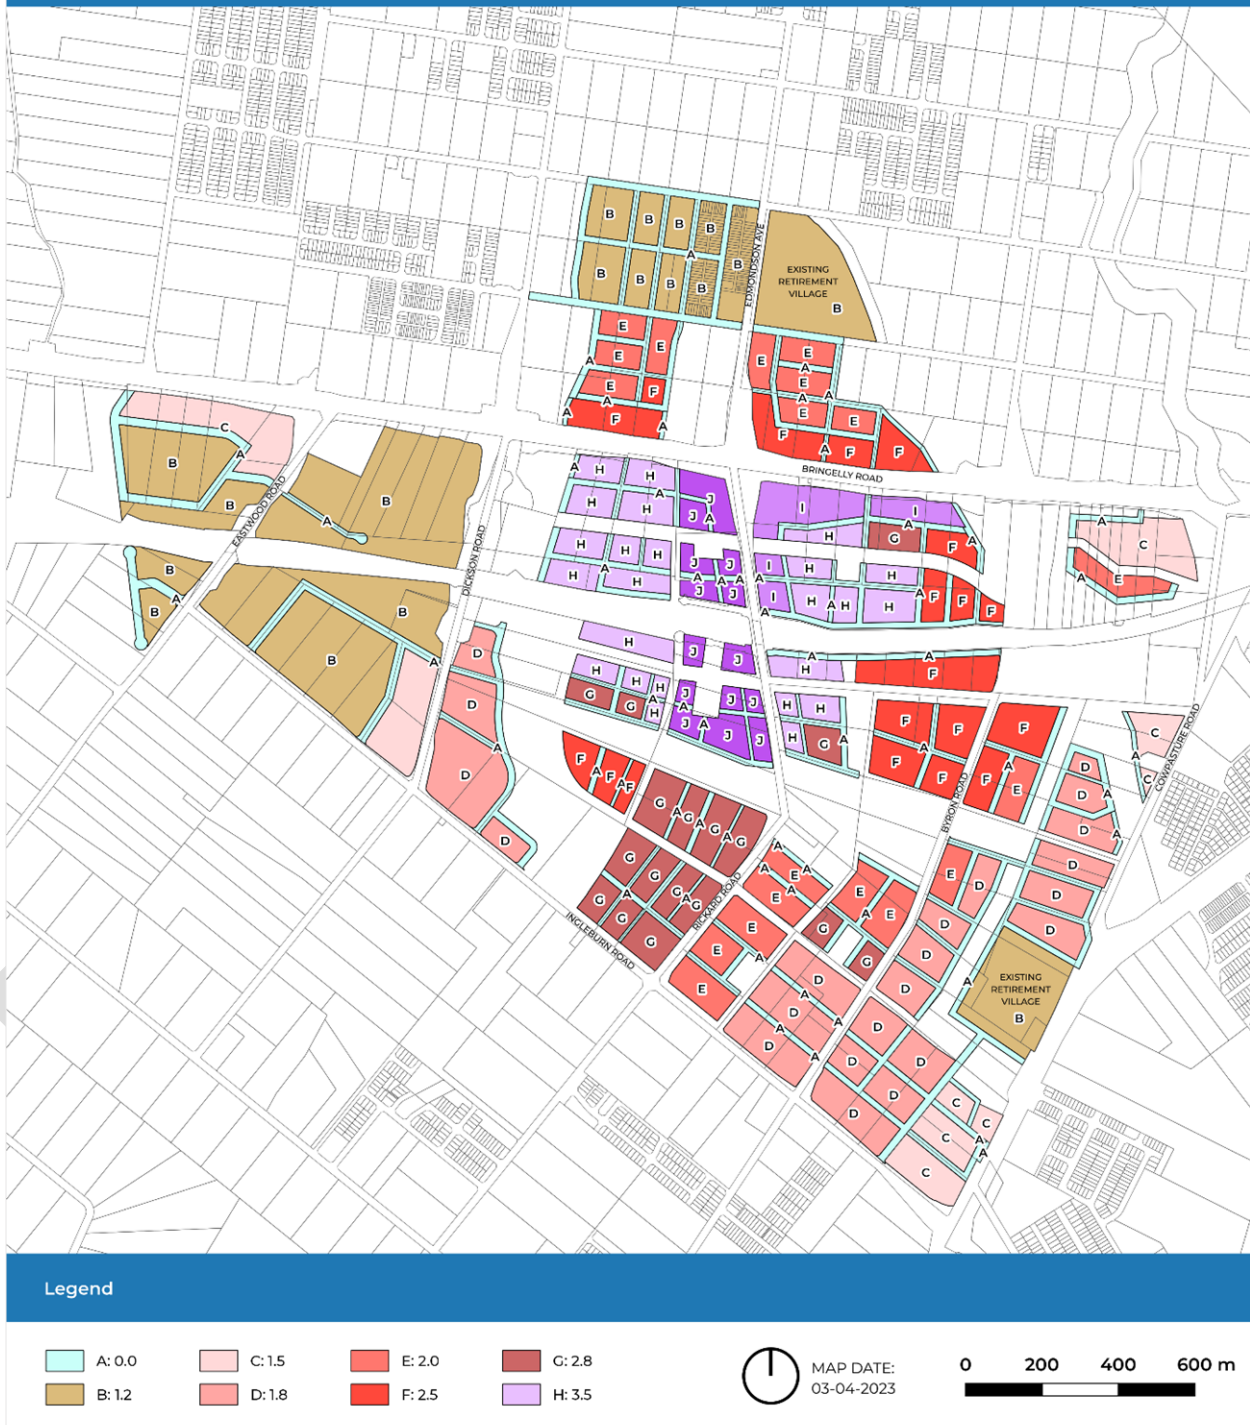 B
B
B
B
A
B
B
B
B
B
EDMONDSON AVE
EXISTING
RETIREMENT
VILLAGE
B
E
E
E
A
E
A
F
A
F
A
E
E
A
E
A
A
E
E
F
A
F
F
BRINGELLY ROAD
C
A
B
B
EASTWOOD ROAD
A
B
B
A
B
B
B
A
DICKSON ROAD
A
H
H
A
H
H
J
J
A
I
I
A
H
G
F
A
A
C
A
E
H
H
H
H
A
H
J
J
A
A
A
J
J
I
A
I
A
H
H
H
A
H
H
A
F
F
F
H
J
J
A
H
A
F
D
D
A
D
D
H
H
H
A
H
G
G
J
A
J
J
J
A
J
J
H
H
H
G
A
F
F
A
F
F
F
A
F
E
BYRON ROAD
C
A
C
COWPASTURE ROAD
D
D
A
D
A
F
A
F
A
F
G
A
G
A
G
A
G
G
G
G
A
G
G
A
G
G
INGLEBURN ROAD
RICKARD ROAD
A
A
E
A
E
A
E
E
A
E
E
A
E
G
G
E
D
D
D
D
D
D
D
A
EXISTING
RETIREMENT
VILLAGE
B
D
A
D
A
A
D
A
D
D
D
D
D
C
C
C
A
A
C
Legend
A: 0.0
C: 1.5
E: 2.0
G: 2.8
B: 1.2
D: 1.8
F: 2.5
H: 3.5
MAP DATE:
03-04-2023
0 200 400 600 m